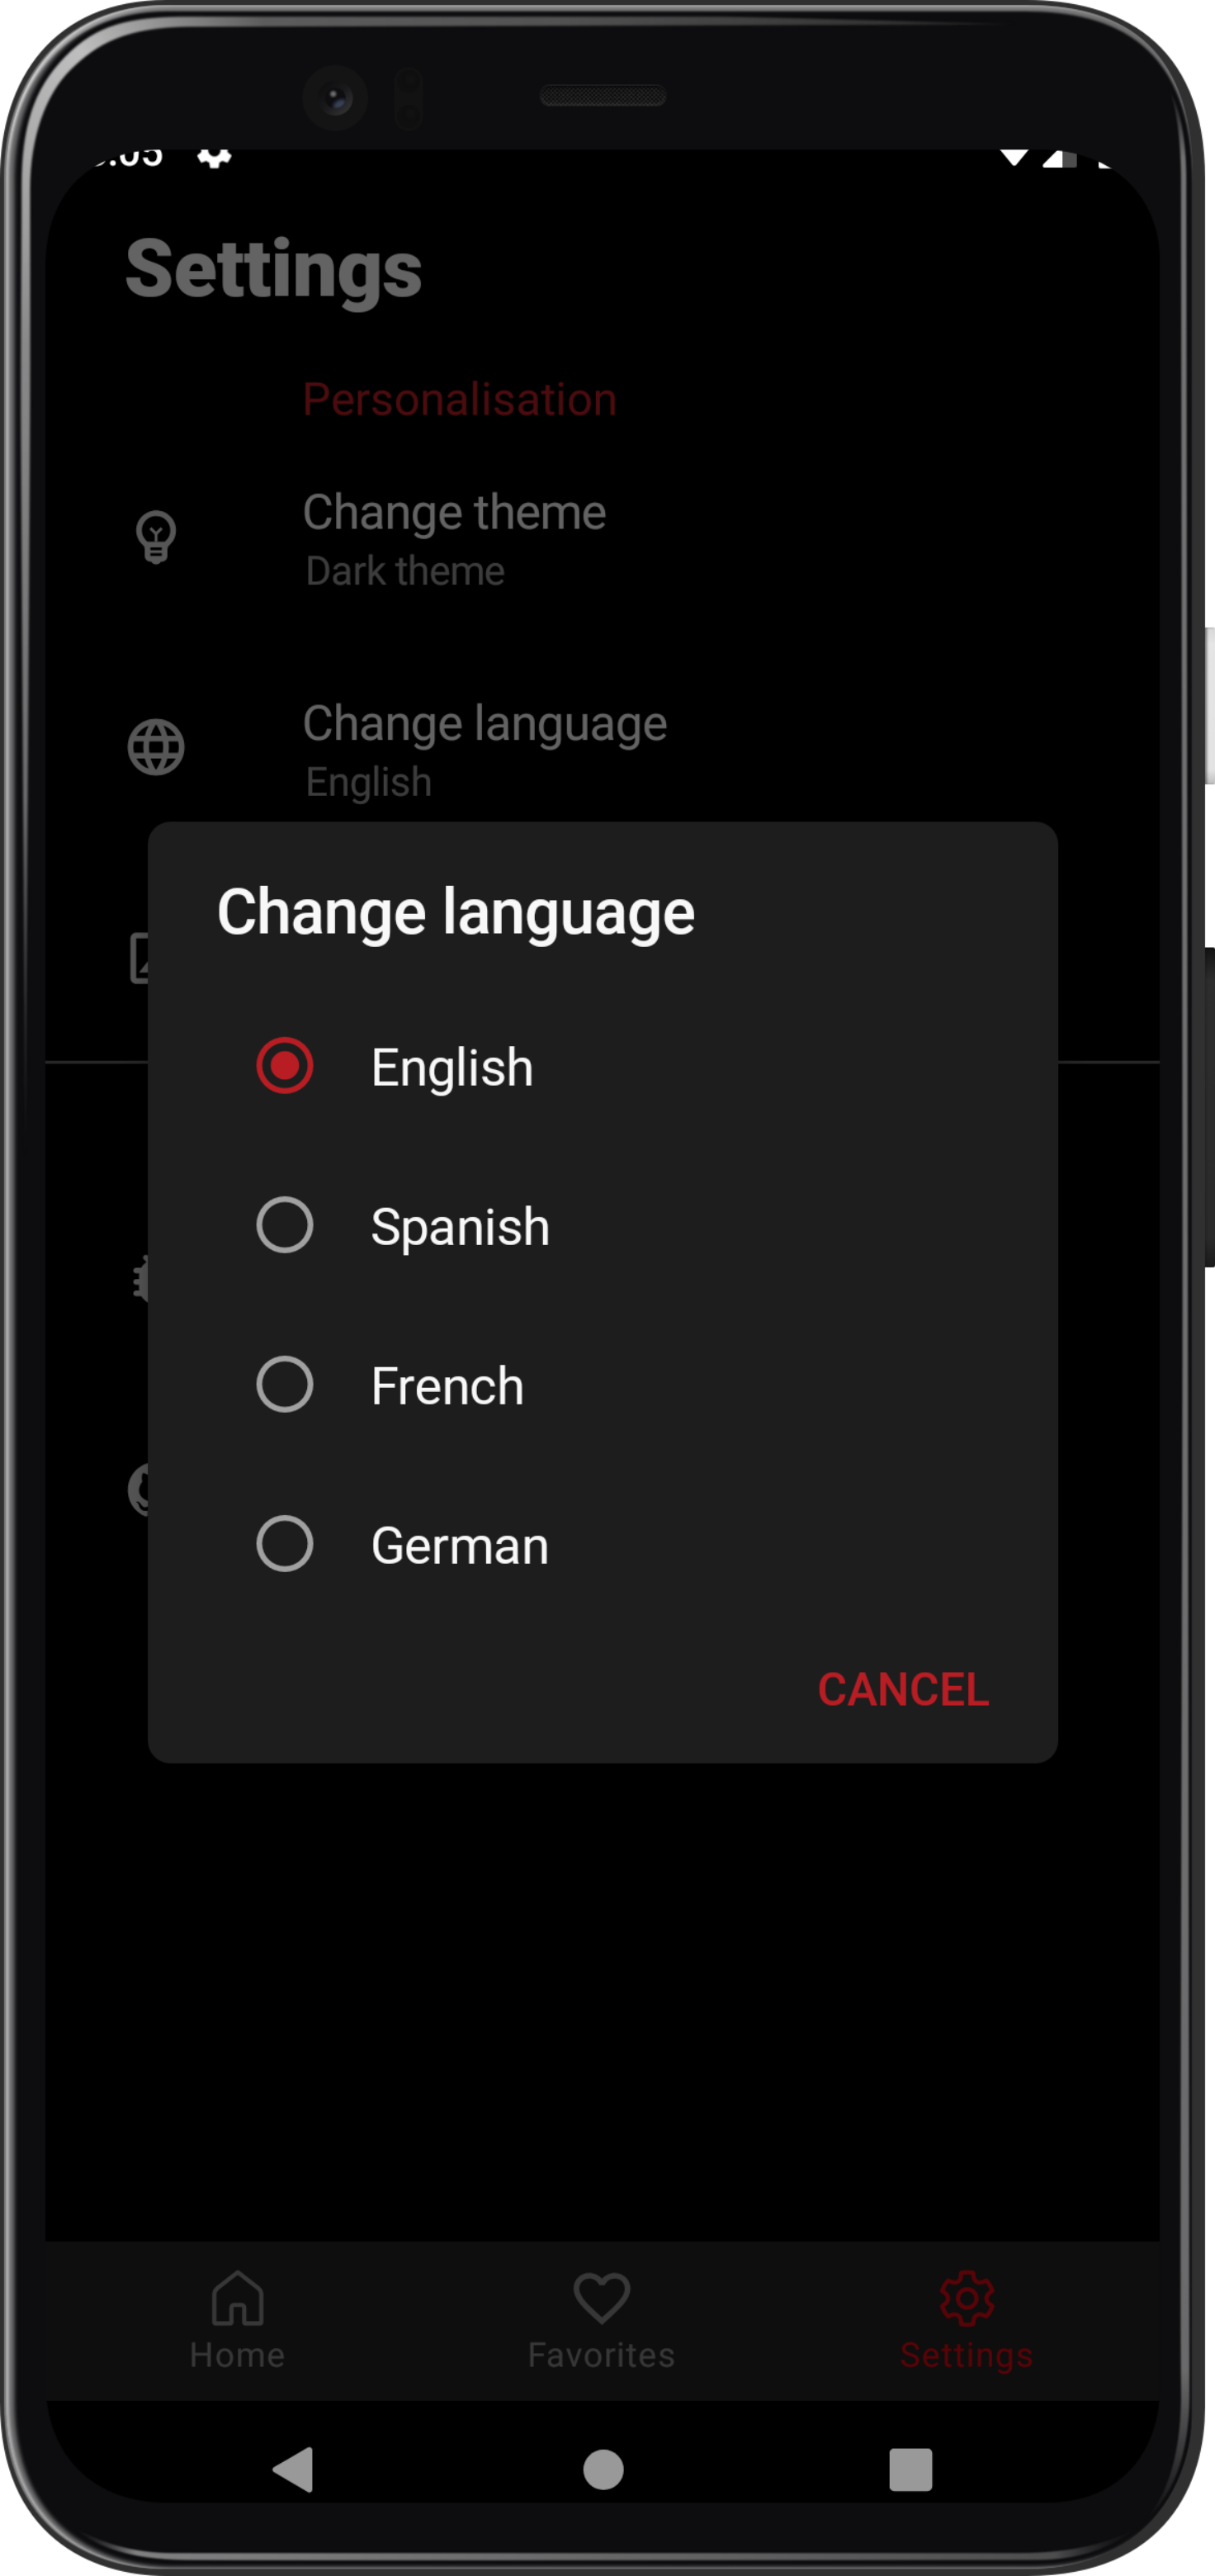 Settings
Personalisation
Change theme
Dark theme
Change language
English
Change language
English
Spanish
French
German
CANCEL
Home
Favorites
Settings